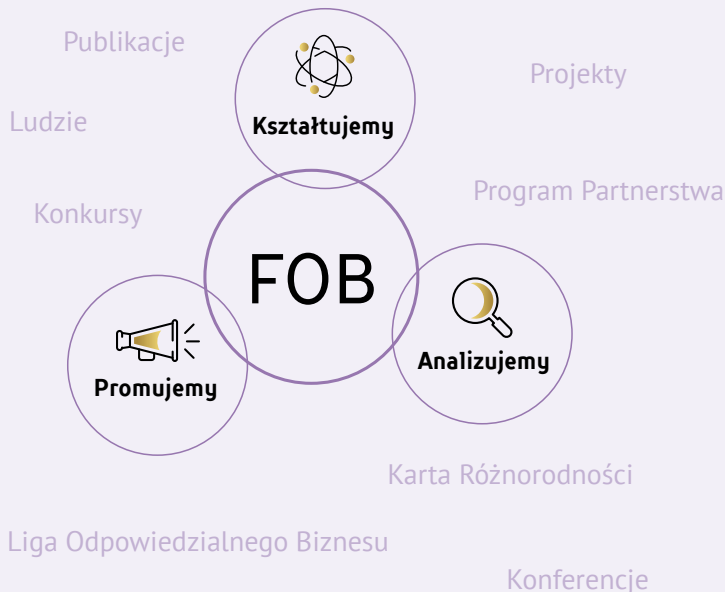 Publikacje
Projekty
Ludzie
Kształtujemy
Program Partnerstwa
Konkursy
FOB
Analizujemy
Promujemy
Karta Różnorodności
Liga Odpowiedzialnego Biznesu
Konferencje